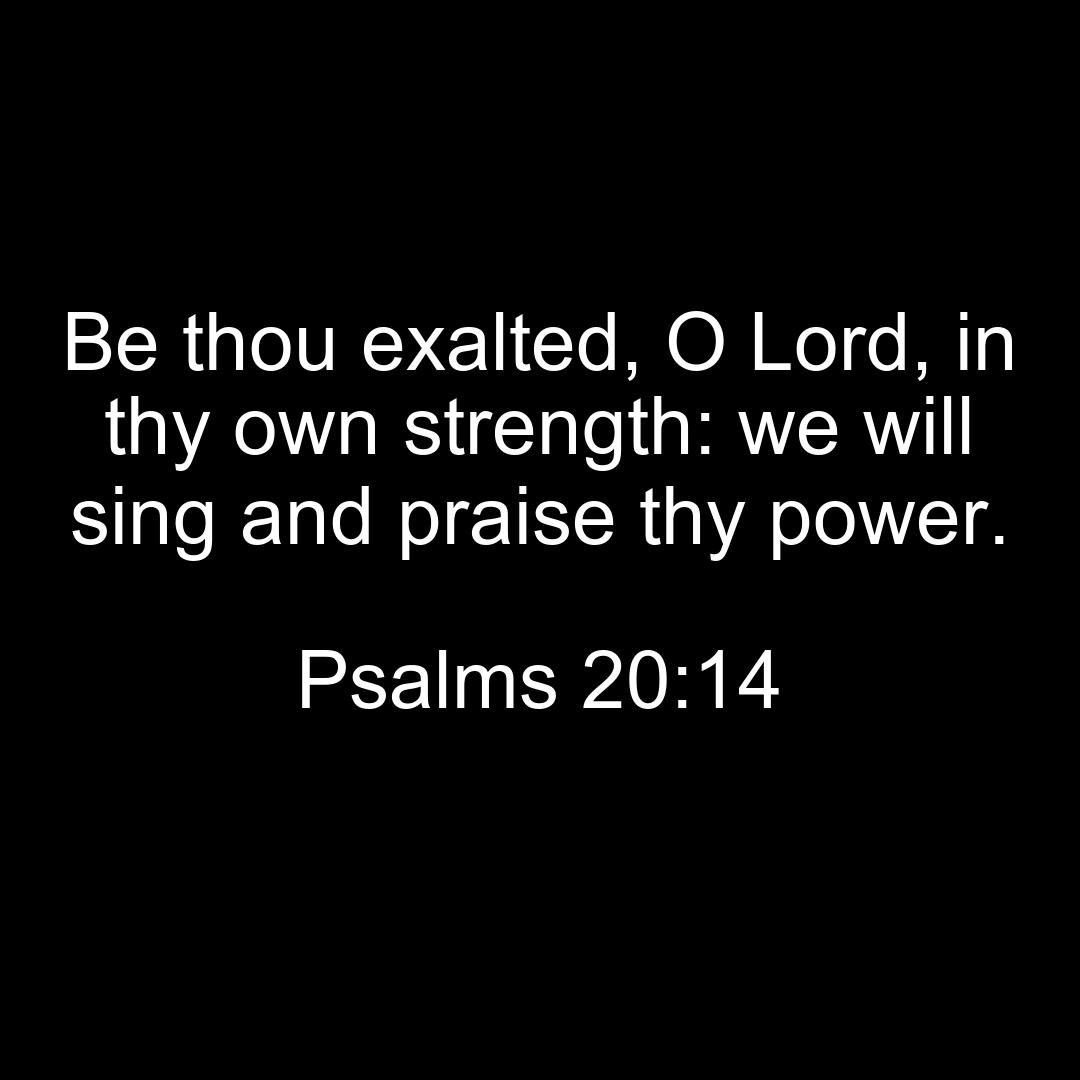 Be thou exalted, O Lord, in
thy own strength: we will
sing and praise thy power.
Psalms 20:14